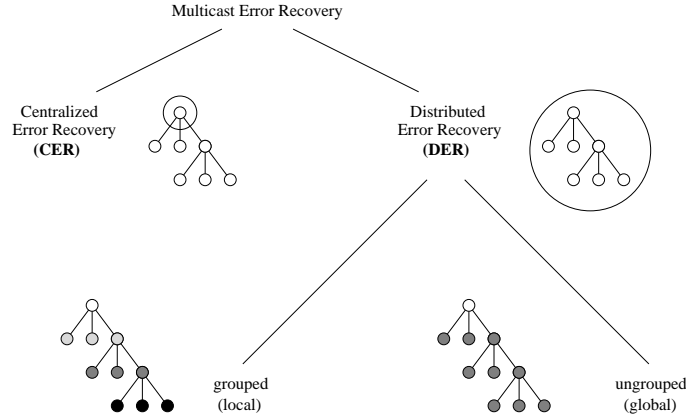 Multicast Error Recovery
Centralized
Error Recovery
(CER)
Distributed
Error Recovery
(DER)
grouped
(local)
ungrouped
(global)